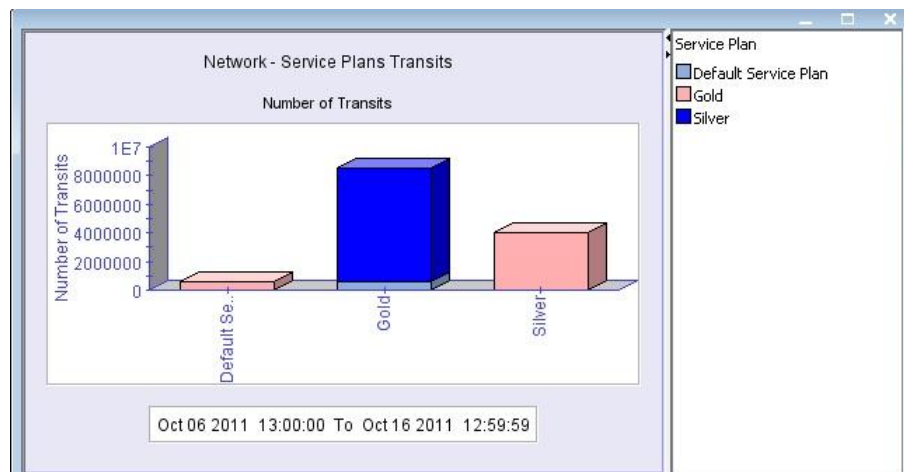 Network - Service Plans Transits
Number of Transits
Number of Transits
1E7
8000000
6000000
4000000
2000000
0
Default Se..
Gold
Silver
Oct 06 2011 13:00:00 To Oct 16 2011 12:59:59
Service Plan
Default Service Plan
Gold
Silver